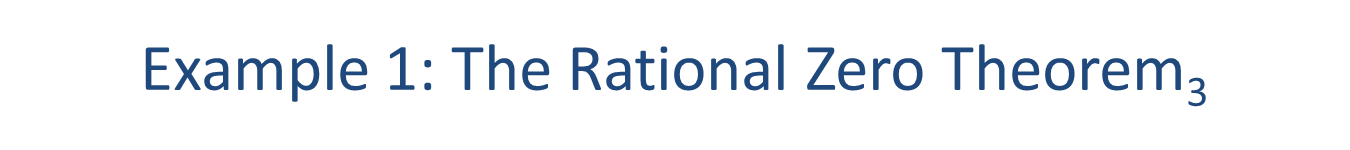 Example 1: The Rational Zero Theorem₃